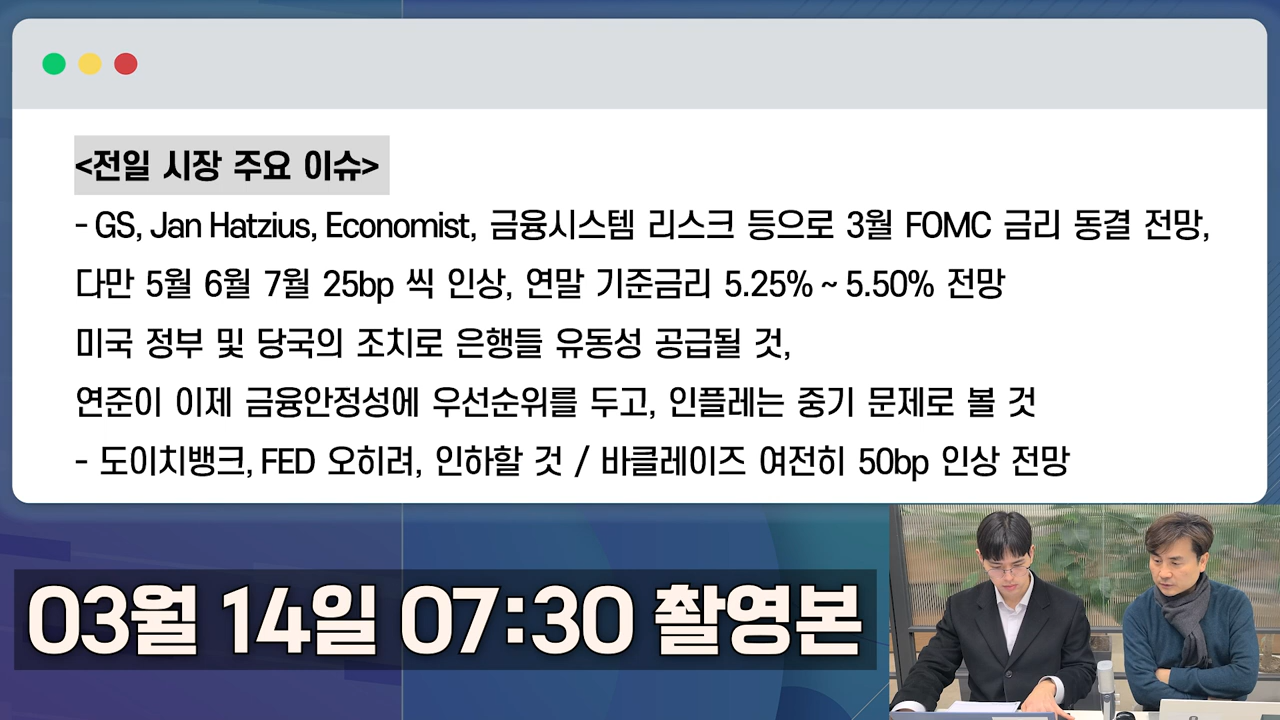 <전일 시장 주요 이슈>
- GS, Jan Hatzius, Economist, 금융시스템 리스크 등으로 3월 FOMC 금리 동결 전망,
다만 5월 6월 7월 25bp 씩 인상, 연말 기준금리 5.25% ~ 5.50% 전망
미국 정부 및 당국의 조치로 은행들 유동성 공급될 것,
연준이 이제 금융안정성에 우선순위를 두고, 인플레는 중기 문제로 볼 것
- 도이치뱅크, FED 오히려, 인하할 것 / 바클레이즈 여전히 50bp 인상 전망
03월 14일 07:30 촬영본